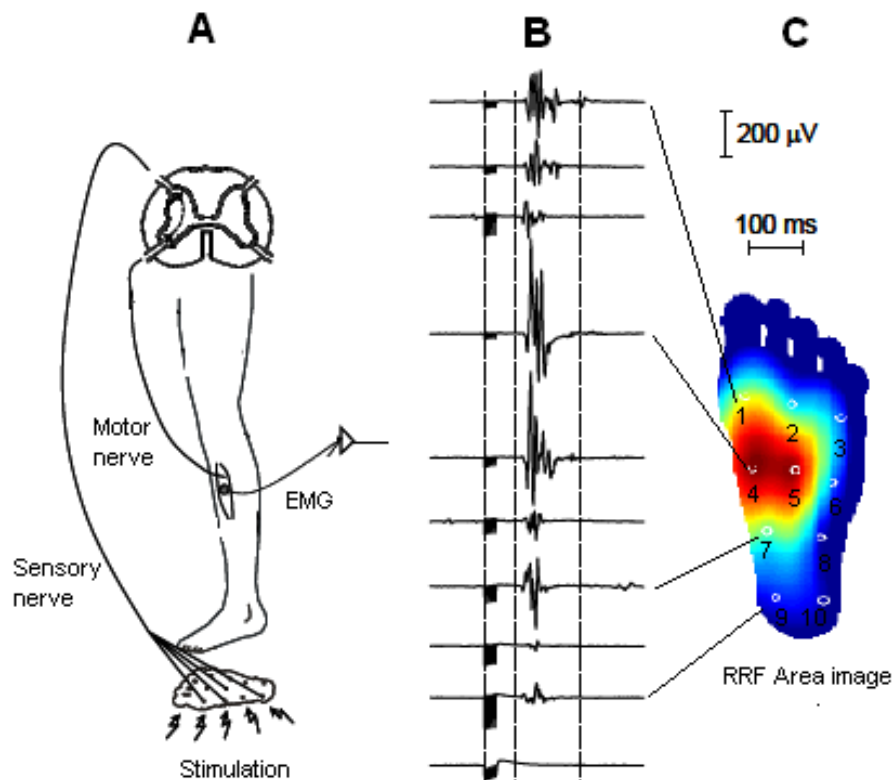 A
B
C
200 µV
100 ms
Motor
nerve
EMG
Sensory
nerve
Stimulation
1
2
3
4
5
6
7
8
9
10
RRF Area image